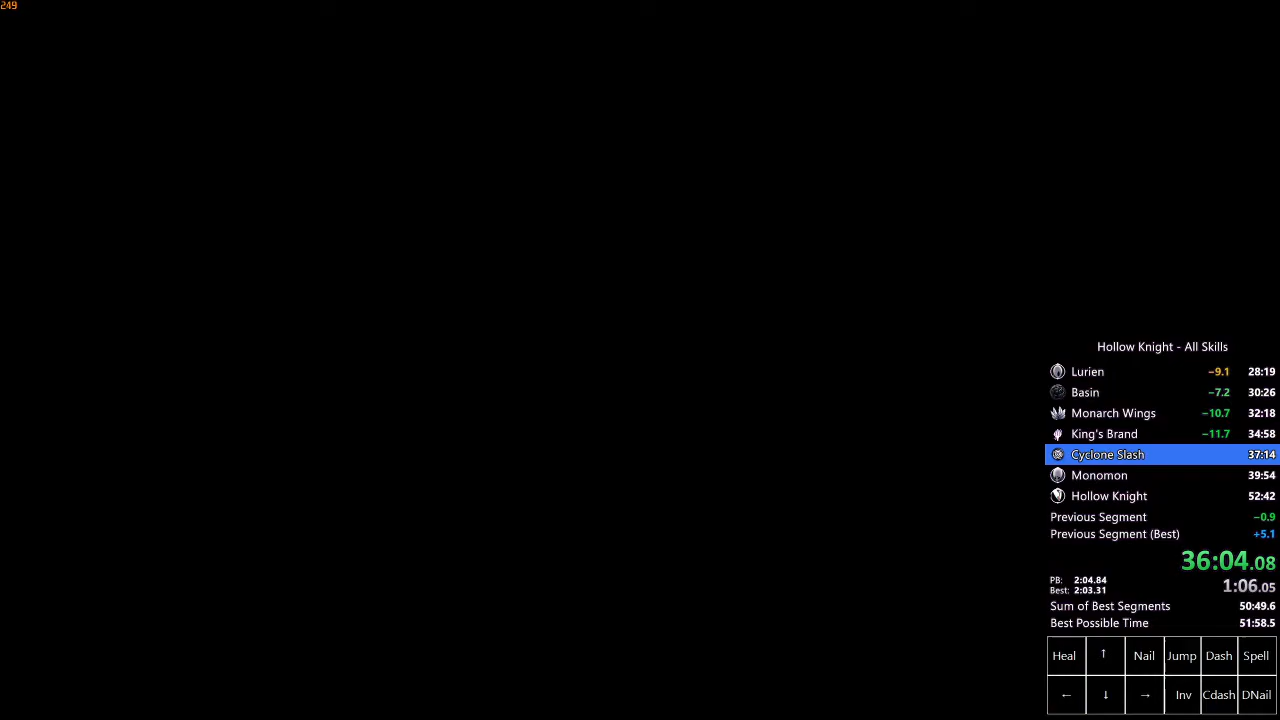 249
Hollow Knight - All Skills
Lurien −9.1 28:19
Basin −7.2 30:26
Monarch Wings −10.7 32:18
King's Brand −11.7 34:58
Cyclone Slash 37:14
Monomon 39:54
Hollow Knight 52:42
Previous Segment −0.9
Previous Segment (Best) +5.1
36:04.08
PB: 2:04.84
Best: 2:03.31
1:06.05
Sum of Best Segments 50:49.6
Best Possible Time 51:58.5
Heal ↑ Nail Jump Dash Spell
← ↓ → Inv Cdash DNail